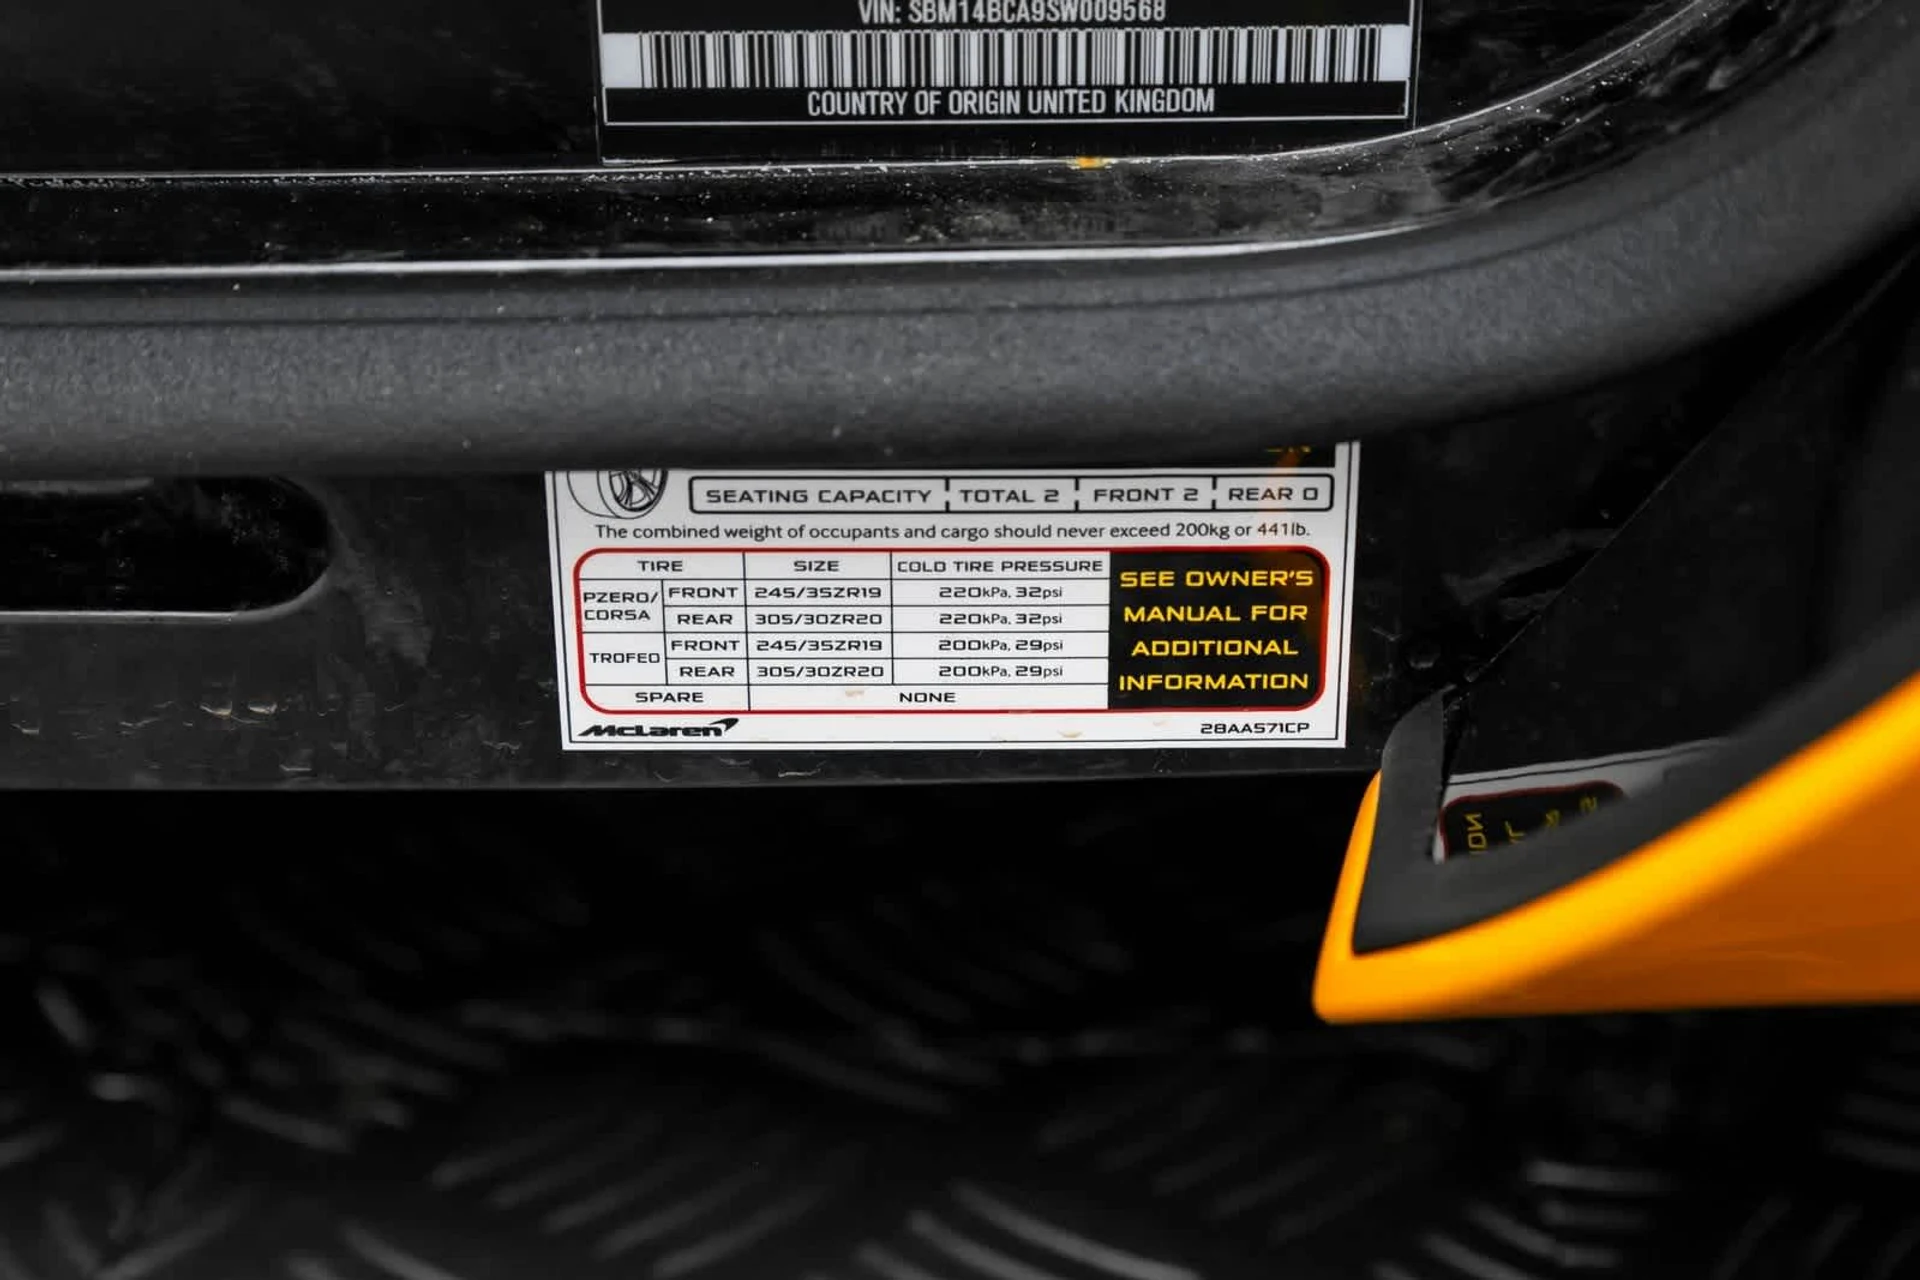 VIN: SBM14BCA9SW009568
COUNTRY OF ORIGIN UNITED KINGDOM
SEATING CAPACITY TOTAL 2 FRONT 2 REAR 0
The combined weight of occupants and cargo should never exceed 200kg or 441lb.
TIRE SIZE COLD TIRE PRESSURE
PZERO/CORSA FRONT 245/35ZR19 220kPa, 32psi
REAR 305/30ZR20 220kPa, 32psi
TROFEO FRONT 245/35ZR19 200kPa, 29psi
REAR 305/30ZR20 200kPa, 29psi
SPARE NONE
SEE OWNER'S
MANUAL FOR
ADDITIONAL
INFORMATION
McLaren 28AA571CP